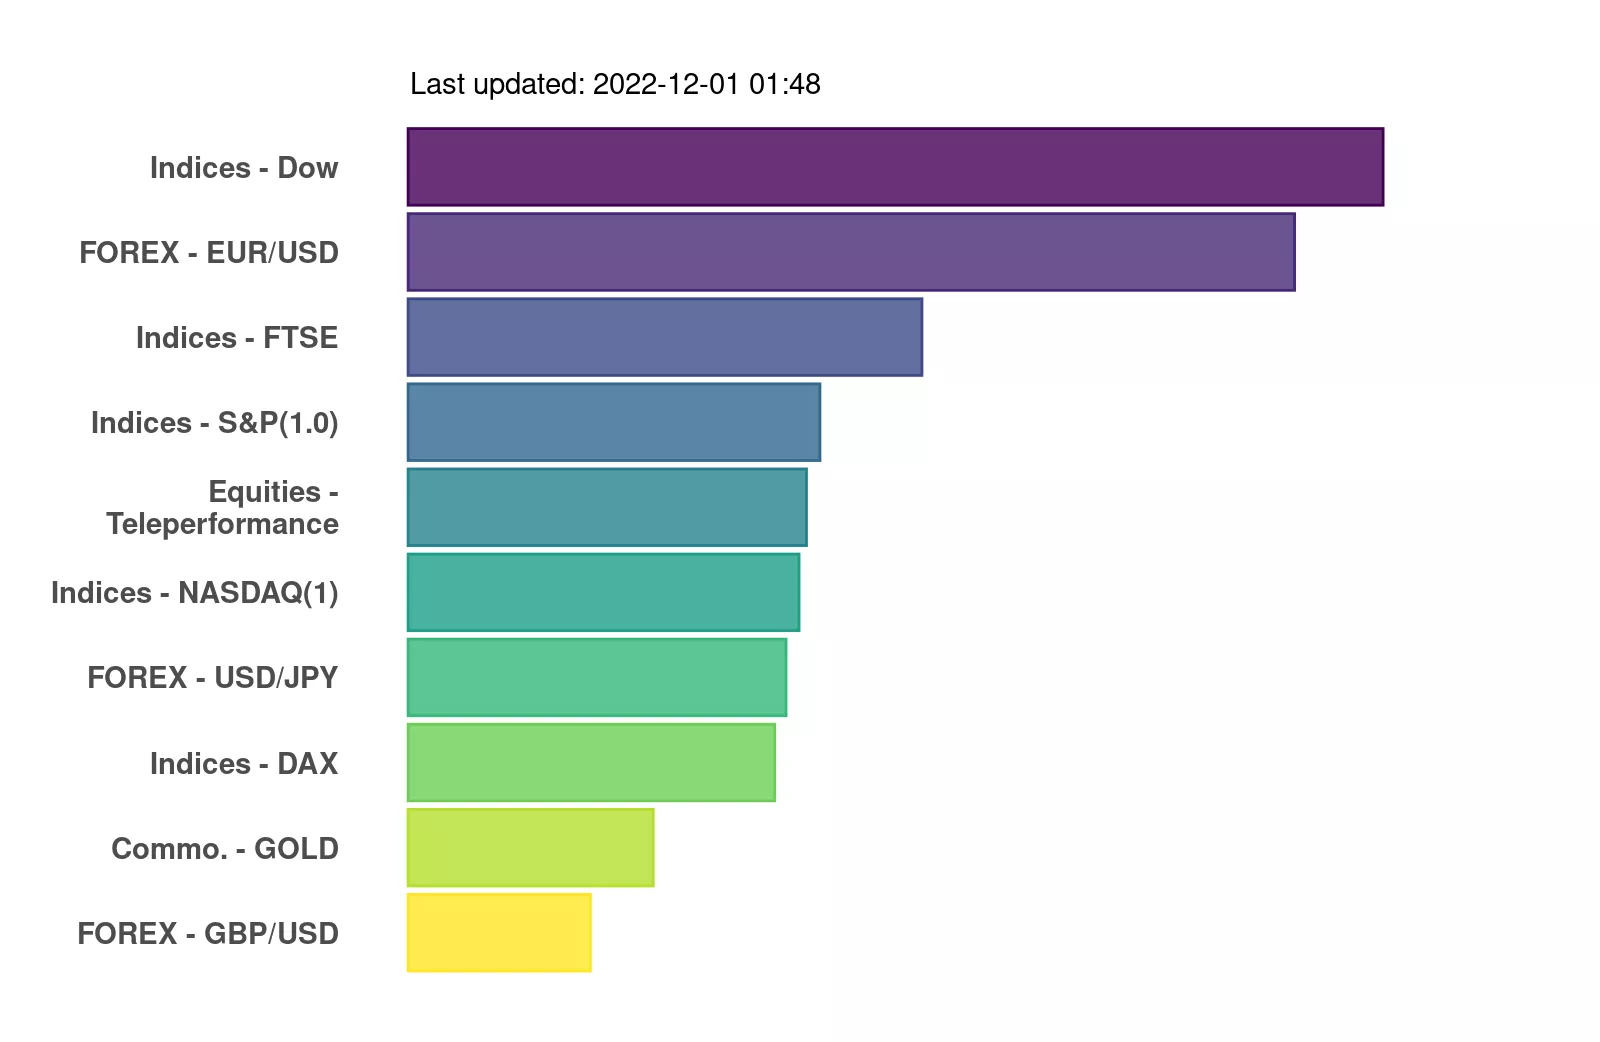 Last updated: 2022-12-01 01:48
Indices - Dow
FOREX - EUR/USD
Indices - FTSE
Indices - S&P(1.0)
Equities -
Teleperformance
Indices - NASDAQ(1)
FOREX - USD/JPY
Indices - DAX
Commo. - GOLD
FOREX - GBP/USD